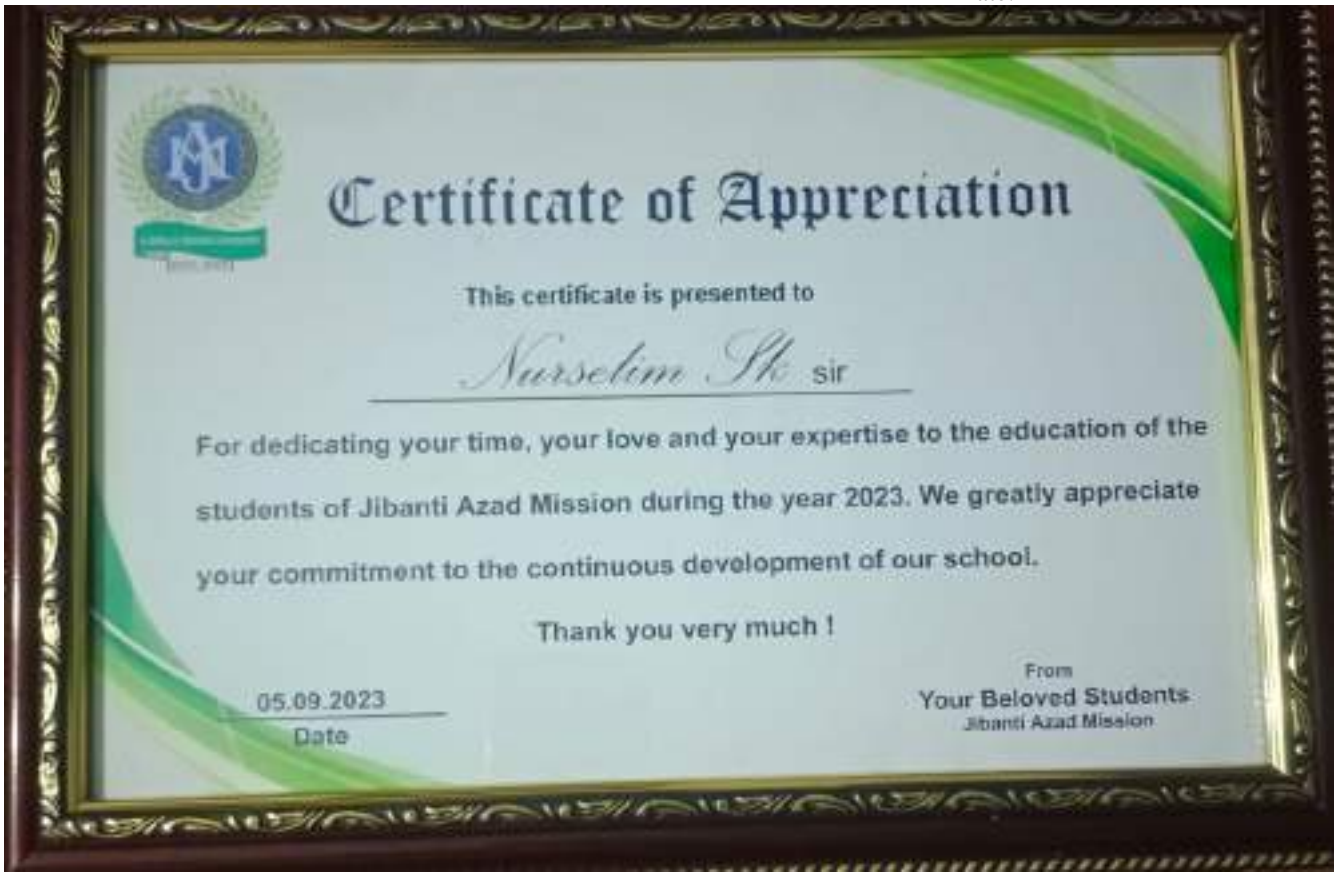 Certificate of Appreciation
This certificate is presented to
Nurselim Sk sir
For dedicating your time, your love and your expertise to the education of the
students of Jibanti Azad Mission during the year 2023. We greatly appreciate
your commitment to the continuous development of our school.
Thank you very much !
05.09.2023
Date
From
Your Beloved Students
Jibanti Azad Mission